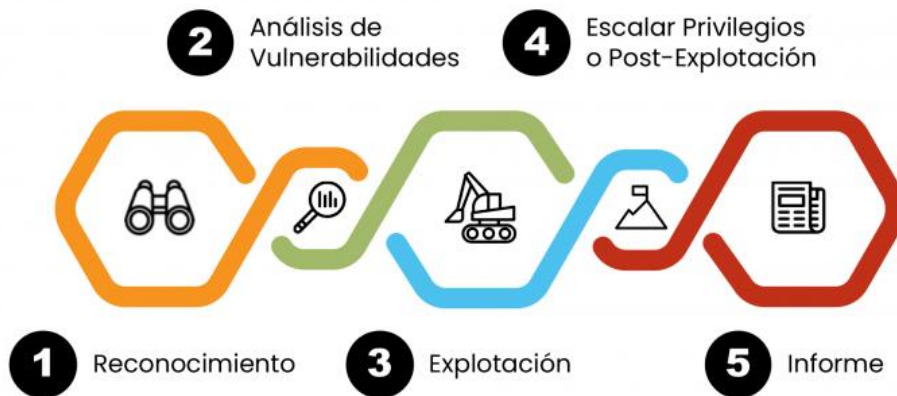 2 Análisis de
Vulnerabilidades
4 Escalar Privilegios
o Post-Explotación
1 Reconocimiento
3 Explotación
5 Informe